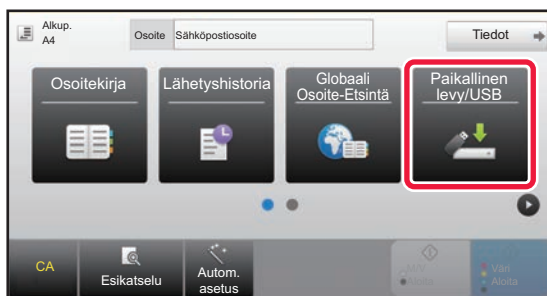 Alkup.
A4
Osoite
Sähköpostiosoite
Tiedot
Osoitekirja
Lähetyshistoria
Globaali
Osoite-Etsintä
Paikallinen
levy/USB
CA
Esikatselu
Autom.
asetus
M/V
Aloita
Väri
Aloita